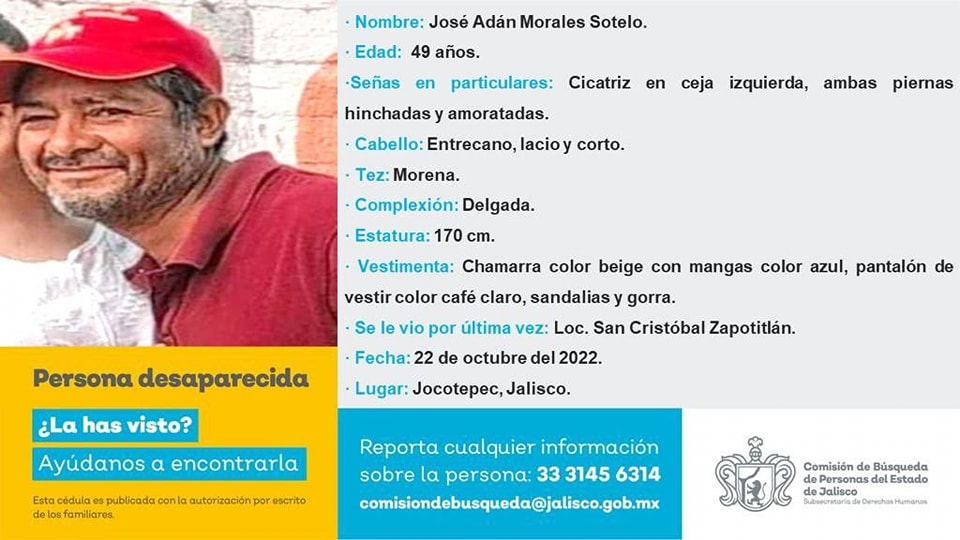 · Nombre: José Adán Morales Sotelo.
· Edad: 49 años.
·Señas en particulares: Cicatriz en ceja izquierda, ambas piernas
hinchadas y amoratadas.
· Cabello: Entrecano, lacio y corto.
· Tez: Morena.
· Complexión: Delgada.
· Estatura: 170 cm.
· Vestimenta: Chamarra color beige con mangas color azul, pantalón de
vestir color café claro, sandalias y gorra.
· Se le vio por última vez: Loc. San Cristóbal Zapotitlán.
· Fecha: 22 de octubre del 2022.
· Lugar: Jocotepec, Jalisco.
Persona desaparecida
¿La has visto?
Ayúdanos a encontrarla
Esta cédula es publicada con la autorización por escrito
de los familiares.
Reporta cualquier información
sobre la persona: 33 3145 6314
comisiondebusqueda@jalisco.gob.mx
Comisión de Búsqueda
de Personas del Estado
de Jalisco
Subsecretaría de Derechos Humanos